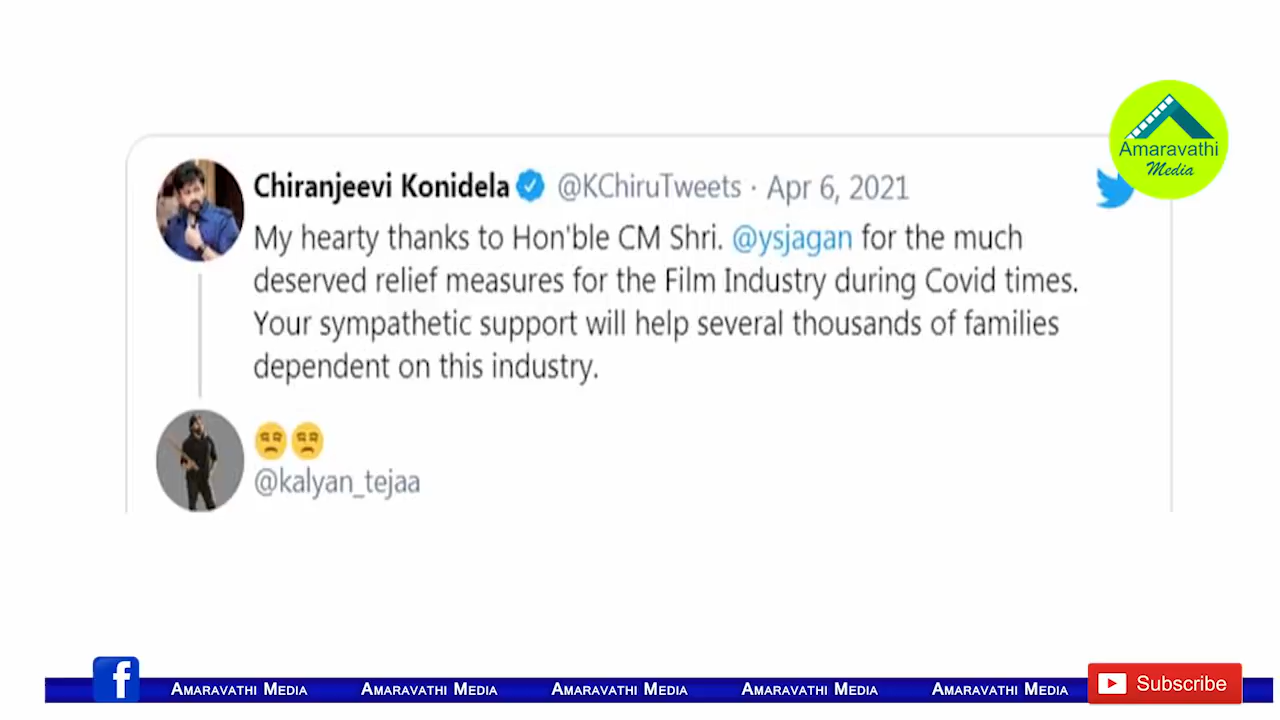 Amaravathi
Media
Chiranjeevi Konidela @KChiruTweets · Apr 6, 2021
My hearty thanks to Hon'ble CM Shri. @ysjagan for the much
deserved relief measures for the Film Industry during Covid times.
Your sympathetic support will help several thousands of families
dependent on this industry.
@kalyan_tejaa
f Amaravathi Media Amaravathi Media Amaravathi Media Amaravathi Media Amaravathi Media Subscribe